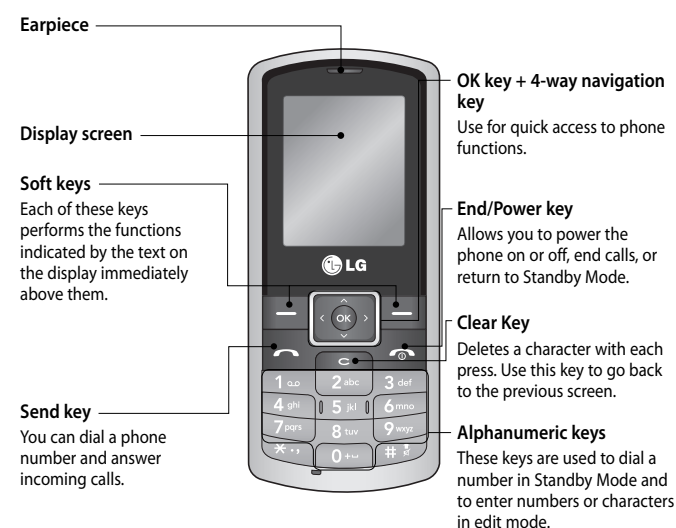 Earpiece
Display screen
Soft keys
Each of these keys
performs the functions
indicated by the text on
the display immediately
above them.
Send key
You can dial a phone
number and answer
incoming calls.
LG
OK
C
1
2 abc
3 def
4 ghi
5 jkl
6 mno
7 pqrs
8 tuv
9 wxyz
* . ,
0 +
#
OK key + 4-way navigation
key
Use for quick access to phone
functions.
End/Power key
Allows you to power the
phone on or off, end calls, or
return to Standby Mode.
Clear Key
Deletes a character with each
press. Use this key to go back
to the previous screen.
Alphanumeric keys
These keys are used to dial a
number in Standby Mode and
to enter numbers or characters
in edit mode.